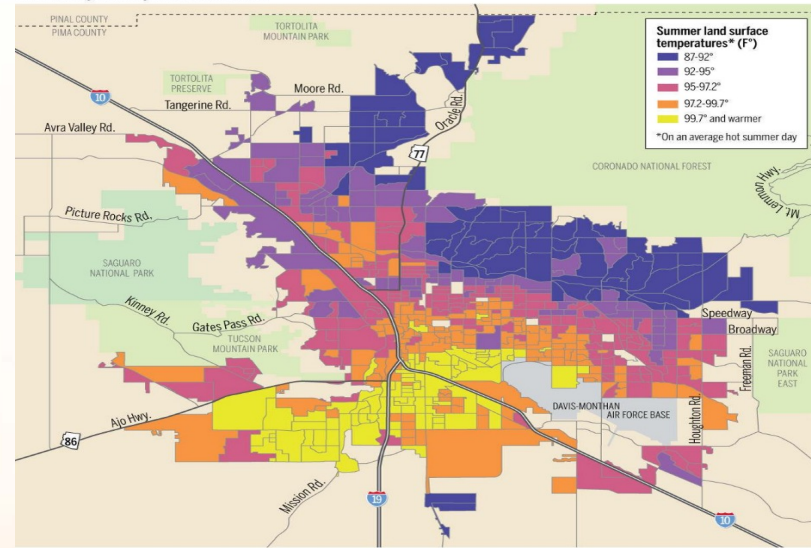 PINAL COUNTY
PIMA COUNTY
TORTOLITA
MOUNTAIN PARK
Summer land surface
temperatures* (F°)
87-92°
92-95°
95-97.2°
97.2-99.7°
99.7° and warmer
*On an average hot summer day
TORTOLITA
PRESERVE
Moore Rd.
10
Tangerine Rd.
Oracle Rd.
Avra Valley Rd.
77
CORONADO NATIONAL FOREST
Mt. Lemmon Hwy.
Picture Rocks Rd.
SAGUARO
NATIONAL PARK
Kinney Rd.
Gates Pass Rd.
Speedway
Broadway
TUCSON
MOUNTAIN PARK
Freeman Rd.
SAGUARO
NATIONAL
PARK
EAST
Ajo Hwy.
DAVIS-MONTHAN
AIR FORCE BASE
Houghton Rd.
86
Mission Rd.
19
10